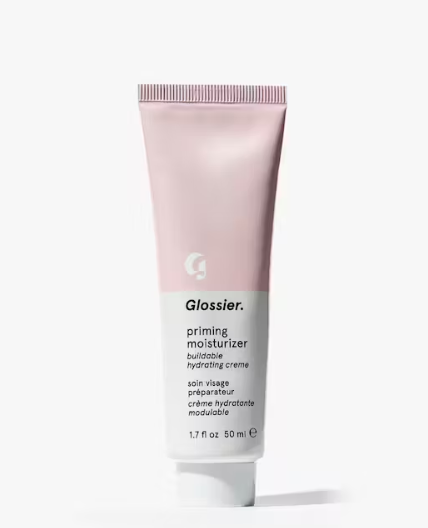 G
Glossier.
priming
moisturizer
buildable
hydrating creme
soin visage
préparateur
crème hydratante
modulable
1.7 fl oz 50 ml ℮